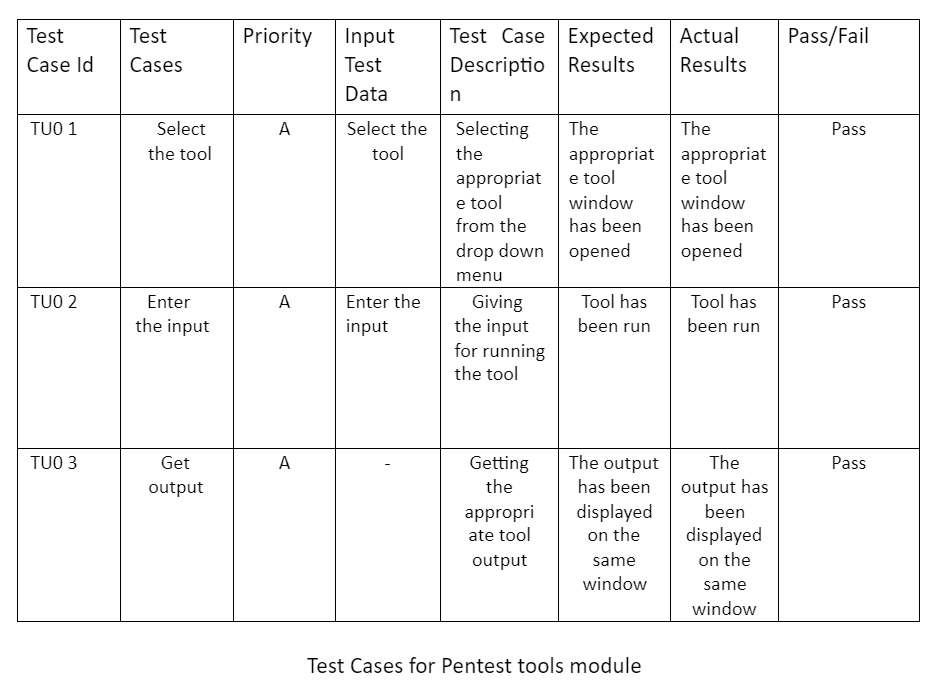 Test Case Id
Test Cases
Priority
Input Test Data
Test Case Descriptio n
Expected Results
Actual Results
Pass/Fail
TU0 1
Select the tool
A
Select the tool
Selecting the appropriat e tool from the drop down menu
The appropriat e tool window has been opened
The appropriat e tool window has been opened
Pass
TU0 2
Enter the input
A
Enter the input
Giving the input for running the tool
Tool has been run
Tool has been run
Pass
TU0 3
Get output
A
-
Getting the appropri ate tool output
The output has been displayed on the same window
The output has been displayed on the same window
Pass
Test Cases for Pentest tools module